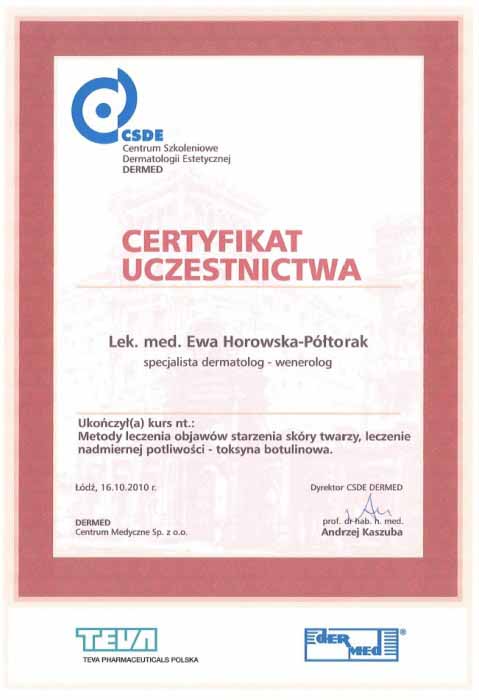 CSDE
Centrum Szkoleniowe
Dermatologii Estetycznej
DERMED
CERTYFIKAT
UCZESTNICTWA
Lek. med. Ewa Horowska-Półtorak
specjalista dermatolog - wenerolog
Ukończył(a) kurs nt.:
Metody leczenia objawów starzenia skóry twarzy, leczenie
nadmiernej potliwości - toksyna botulinowa.
Łódź, 16.10.2010 r.
Dyrektor CSDE DERMED
DERMED
Centrum Medyczne Sp. z o.o.
prof. dr hab. n. med.
Andrzej Kaszuba
TEVA
TEVA PHARMACEUTICALS POLSKA
DER MED®